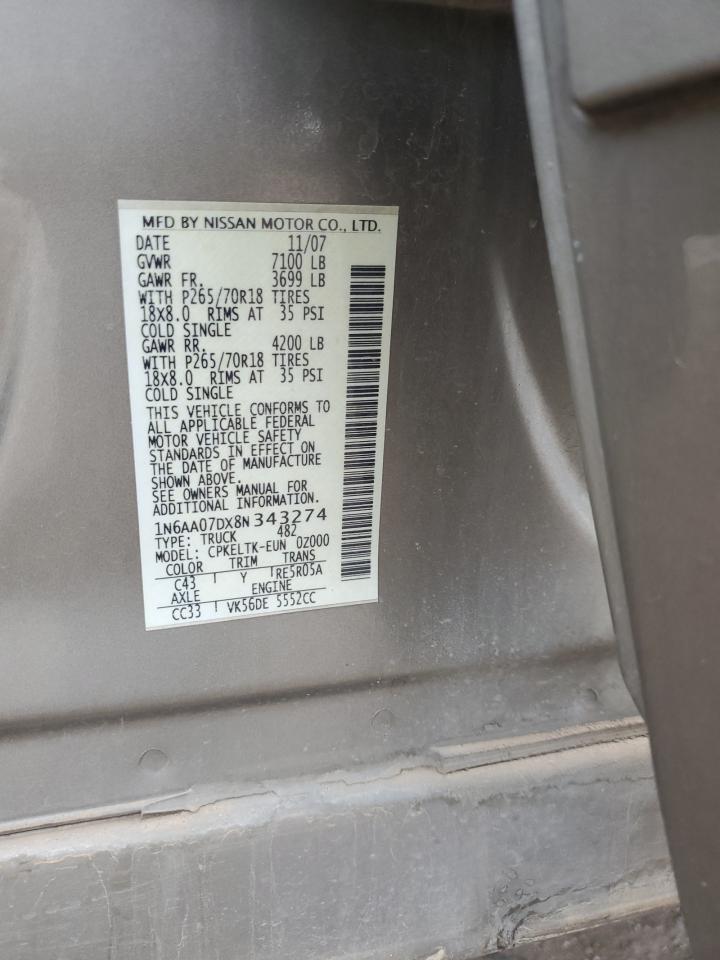 MFD BY NISSAN MOTOR CO., LTD.
DATE 11/07
GVWR 7100 LB
GAWR FR. 3699 LB
WITH P265/70R18 TIRES
18X8.0 RIMS AT 35 PSI
COLD SINGLE
GAWR RR. 4200 LB
WITH P265/70R18 TIRES
18X8.0 RIMS AT 35 PSI
COLD SINGLE
THIS VEHICLE CONFORMS TO
ALL APPLICABLE FEDERAL
MOTOR VEHICLE SAFETY
STANDARDS IN EFFECT ON
THE DATE OF MANUFACTURE
SHOWN ABOVE.
SEE OWNERS MANUAL FOR
ADDITIONAL INFORMATION.
1N6AA07DX8N343274
TYPE: TRUCK 482
MODEL: CPKELTK-EUN 0Z000
COLOR TRIM TRANS
C43 Y RE5R05A
AXLE ENGINE
CC33 VK56DE 5552CC